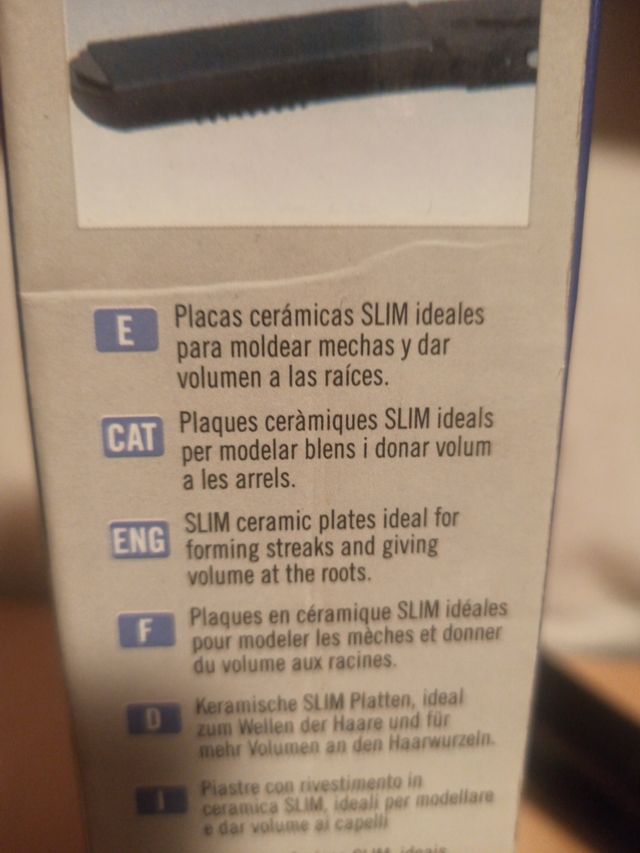 E
Placas cerámicas SLIM ideales
para moldear mechas y dar
volumen a las raíces.
CAT
Plaques ceràmiques SLIM ideals
per modelar blens i donar volum
a les arrels.
ENG
SLIM ceramic plates ideal for
forming streaks and giving
volume at the roots.
F
Plaques en céramique SLIM idéales
pour modeler les mèches et donner
du volume aux racines.
D
Keramische SLIM Platten, ideal
zum Wellen der Haare und für
mehr Volumen an den Haarwurzeln.
I
Piastre con rivestimento in
ceramica SLIM, ideali per modellare
e dar volume ai capelli
SLIM ideais